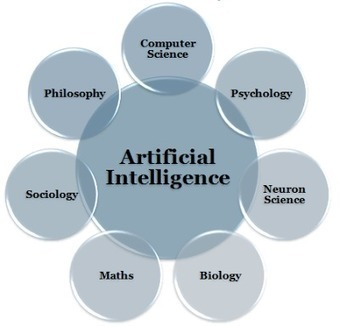 Computer
Science
Philosophy
Psychology
Artificial
Intelligence
Sociology
Neuron
Science
Maths
Biology